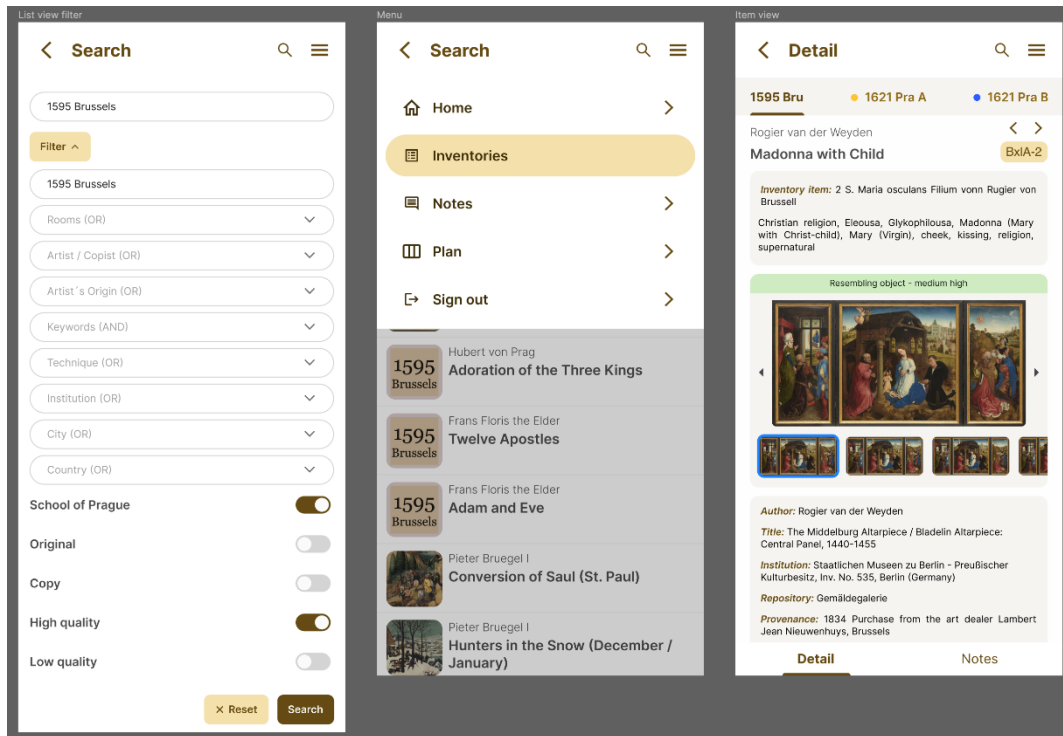 List view filter
Search
1595 Brussels
Filter
1595 Brussels
Rooms (OR)
Artist / Copist (OR)
Artist´s Origin (OR)
Keywords (AND)
Technique (OR)
Institution (OR)
City (OR)
Country (OR)
School of Prague
Original
Copy
High quality
Low quality
× Reset
Search
Menu
Search
Home
Inventories
Notes
Plan
Sign out
1595
Brussels
Hubert von Prag
Adoration of the Three Kings
1595
Brussels
Frans Floris the Elder
Twelve Apostles
1595
Brussels
Frans Floris the Elder
Adam and Eve
Pieter Bruegel I
Conversion of Saul (St. Paul)
Pieter Bruegel I
Hunters in the Snow (December /
January)
Item view
Detail
1595 Bru
1621 Pra A
1621 Pra B
Rogier van der Weyden
Madonna with Child
BxlA-2
Inventory item: 2 S. Maria osculans Filium vonn Rugier von
Brussell
Christian religion, Eleousa, Glykophilousa, Madonna (Mary
with Christ-child), Mary (Virgin), cheek, kissing, religion,
supernatural
Resembling object - medium high
Author: Rogier van der Weyden
Title: The Middelburg Altarpiece / Bladelin Altarpiece:
Central Panel, 1440-1455
Institution: Staatlichen Museen zu Berlin - Preußischer
Kulturbesitz, Inv. No. 535, Berlin (Germany)
Repository: Gemäldegalerie
Provenance: 1834 Purchase from the art dealer Lambert
Jean Nieuwenhuys, Brussels
Detail
Notes